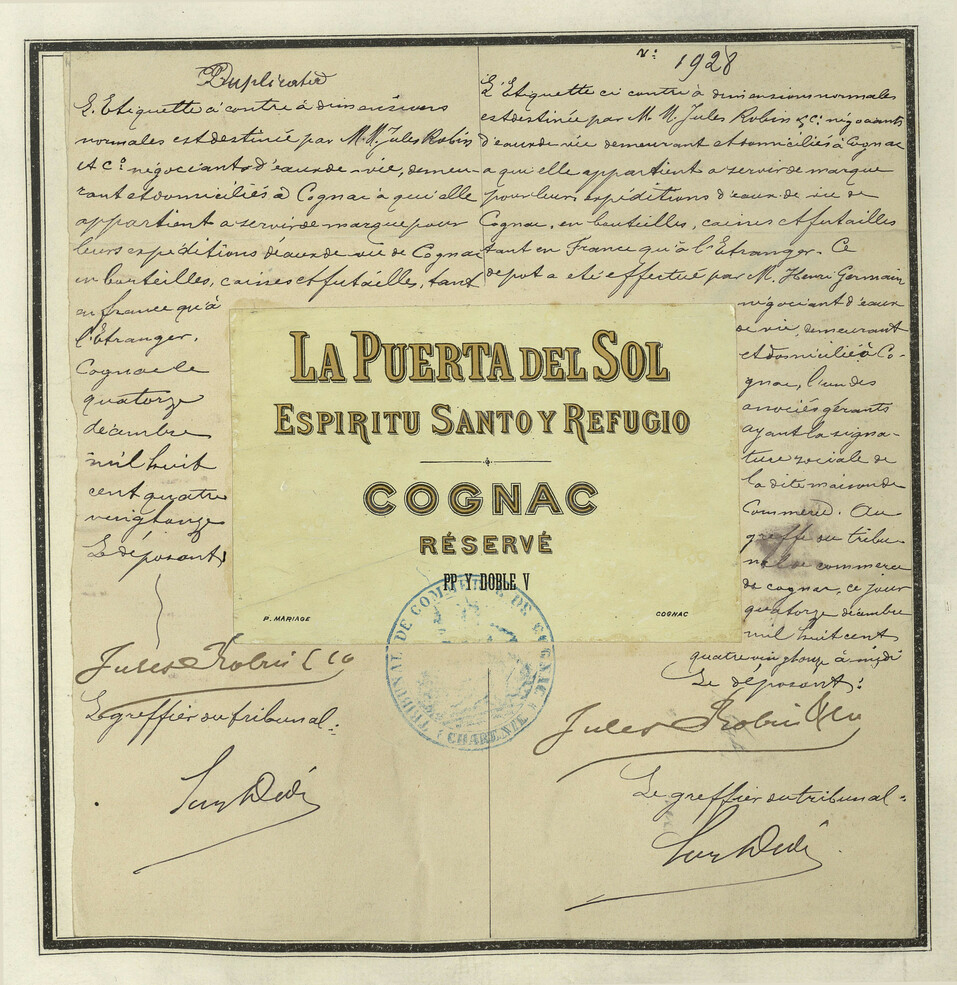 Duplicata
L'Etiquette ci contre à dimensions
normales est destinée par M. M. Jules Robin
et Cº négociants d'eaux de vie, demeu-
rant et domiciliés à Cognac à qui elle
appartient a servir de marque pour
leurs expéditions d'eaux de vie de Cognac
en bouteilles, caisses et futailles, tant
en france qu'à
l'Etranger.
Cognac le
quatorze
décembre
mil huit
cent quatre
vingt onze
Le déposant
Jules Robin & Co
Le greffier du tribunal:
Nº: 1928
L'Etiquette ci contre à dimensions normales
est destinée par M. M. Jules Robin & Cº négociants
d'eaux de vie demeurant et domiciliés à Cognac
a qui elle appartient a servir de marque
pour leurs expéditions d'eaux de vie de
Cognac, en bouteilles, caisses et futailles
tant en France qu'à l'Etranger. Ce
depot a été effectué par M. Henri Germain
négociant d'eaux
de vie, demeurant
et domicilié à Co-
gnac, l'un des
associés gérants
ayant la signa-
ture sociale de
la dite maison de
Commerce. Au
greffe du tribu-
nal de commerce
de cognac, ce jour
quatorze décembre
mil huit cent
quatre vingt onze à midi
Le déposant:
Jules Robin & Co
Le greffier du tribunal:
LA PUERTA DEL SOL
ESPIRITU SANTO Y REFUGIO
COGNAC
RÉSERVÉ
PP Y DOBLE V
P. MARIAGE
COGNAC
TRIBUNAL DE COMMERCE DE COGNAC
(CHARENTE)